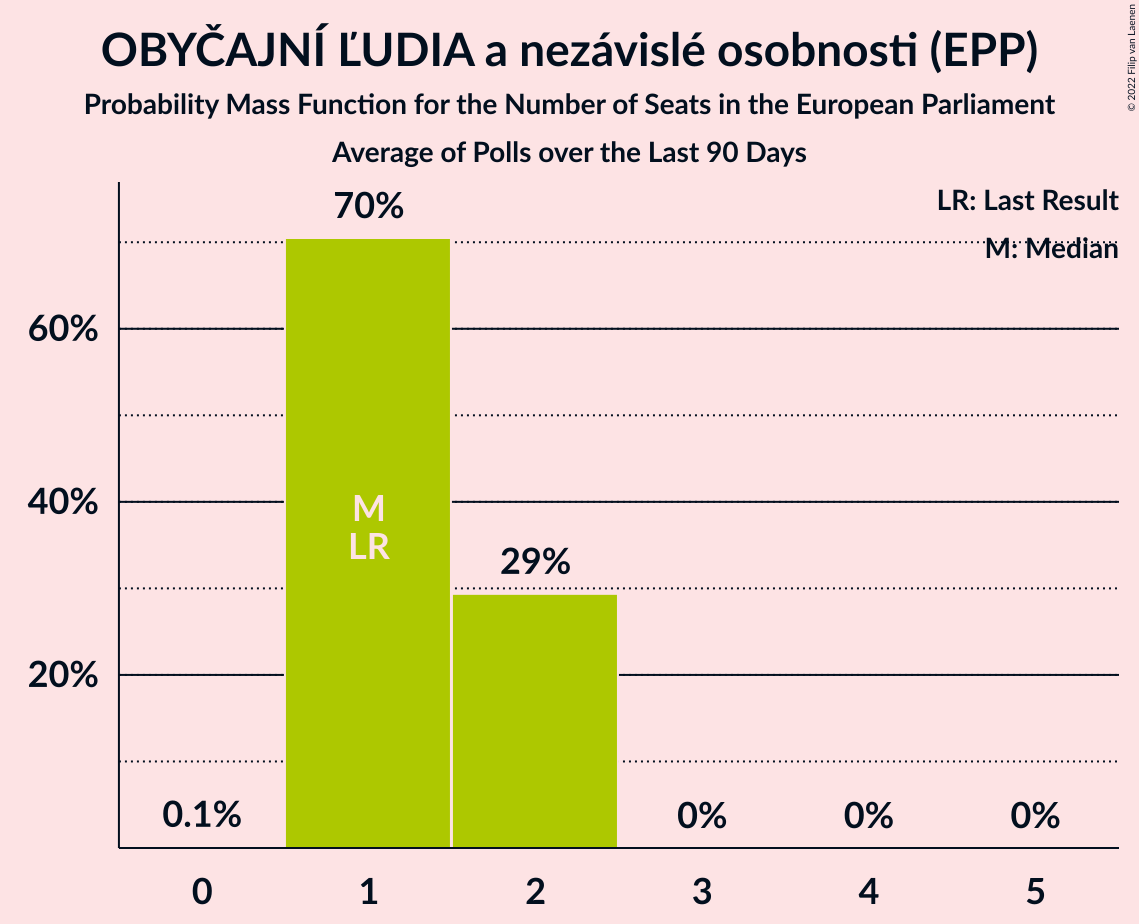 OBYČAJNÍ ĽUDIA a nezávislé osobnosti (EPP)
Probability Mass Function for the Number of Seats in the European Parliament
Average of Polls over the Last 90 Days
© 2022 Filip van Laenen
LR: Last Result
M: Median
70%
60%
40%
M
LR
29%
20%
0.1%
0%
0%
0%
0
1
2
3
4
5